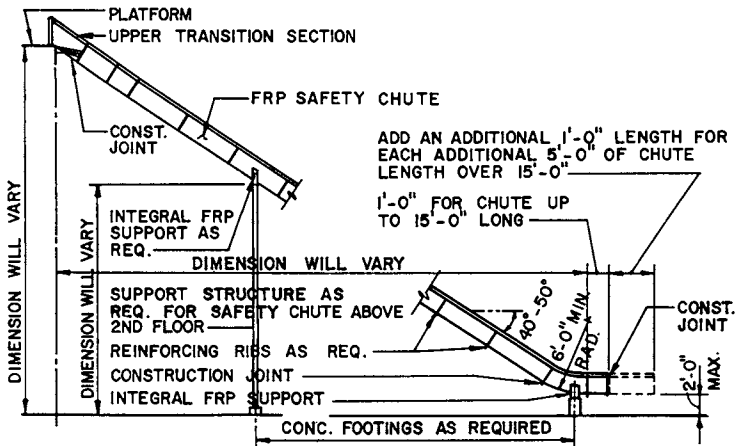 PLATFORM
UPPER TRANSITION SECTION
FRP SAFETY CHUTE
CONST.
JOINT
ADD AN ADDITIONAL 1'-0" LENGTH FOR
EACH ADDITIONAL 5'-0" OF CHUTE
LENGTH OVER 15'-0"
1'-0" FOR CHUTE UP
TO 15'-0" LONG
DIMENSION WILL VARY
DIMENSION WILL VARY
INTEGRAL FRP
SUPPORT AS
REQ.
DIMENSION WILL VARY
SUPPORT STRUCTURE AS
REQ. FOR SAFETY CHUTE ABOVE
2ND FLOOR
REINFORCING RIBS AS REQ.
CONSTRUCTION JOINT
INTEGRAL FRP SUPPORT
40°-50°
6'-0" MIN.
RAD.
CONST.
JOINT
2'-0"
MAX.
CONC. FOOTINGS AS REQUIRED